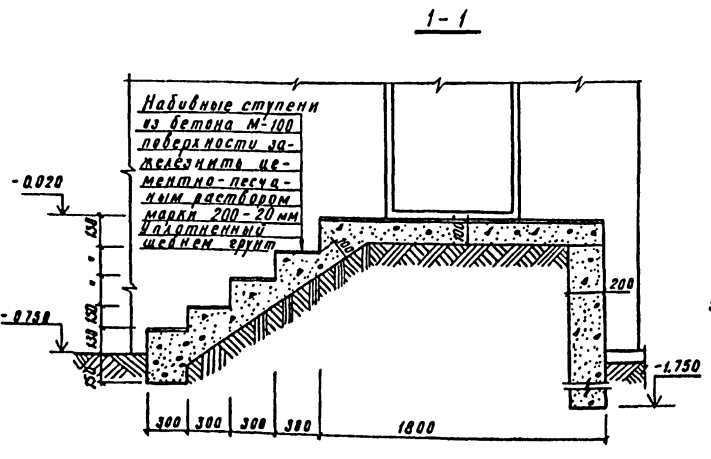 1-1
Набивные ступени
из бетона М-100
поверхности за-
железнить це-
ментно-песча-
ным раствором
марки 200-20 мм
Уплотненный
щебнем грунт
-0.020
-0.750
-1.750
130
"
"
150
130
150
100
100
200
300 300 300 300 1800